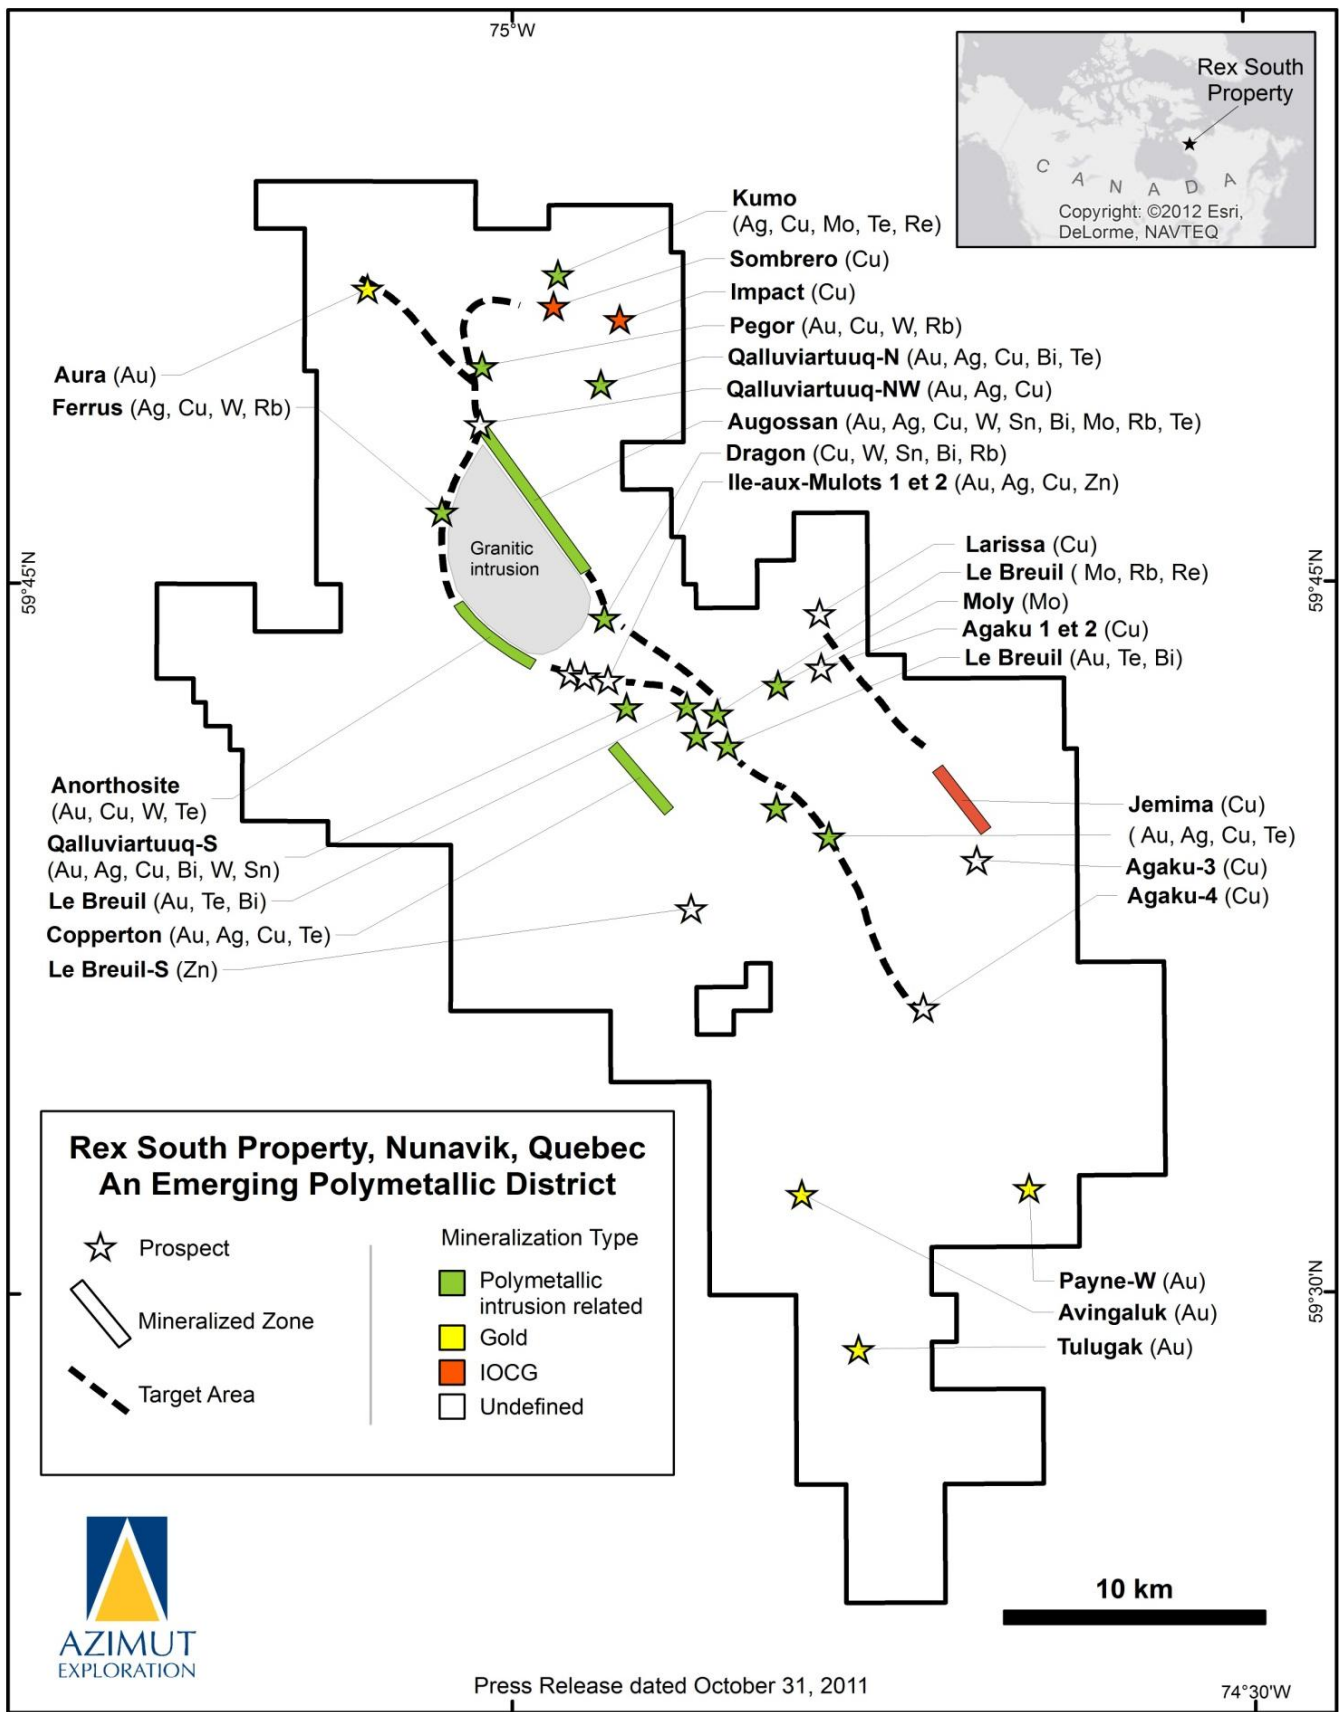 75°W
Rex South
Property
CANADA
Copyright: ©2012 Esri,
DeLorme, NAVTEQ
Kumo
(Ag, Cu, Mo, Te, Re)
Sombrero (Cu)
Impact (Cu)
Pegor (Au, Cu, W, Rb)
Qalluviartuuq-N (Au, Ag, Cu, Bi, Te)
Qalluviartuuq-NW (Au, Ag, Cu)
Augossan (Au, Ag, Cu, W, Sn, Bi, Mo, Rb, Te)
Dragon (Cu, W, Sn, Bi, Rb)
Ile-aux-Mulots 1 et 2 (Au, Ag, Cu, Zn)
Aura (Au)
Ferrus (Ag, Cu, W, Rb)
Granitic
intrusion
59°45'N
59°45'N
Larissa (Cu)
Le Breuil ( Mo, Rb, Re)
Moly (Mo)
Agaku 1 et 2 (Cu)
Le Breuil (Au, Te, Bi)
Anorthosite
(Au, Cu, W, Te)
Qalluviartuuq-S
(Au, Ag, Cu, Bi, W, Sn)
Le Breuil (Au, Te, Bi)
Copperton (Au, Ag, Cu, Te)
Le Breuil-S (Zn)
Jemima (Cu)
( Au, Ag, Cu, Te)
Agaku-3 (Cu)
Agaku-4 (Cu)
Rex South Property, Nunavik, Quebec
An Emerging Polymetallic District
Prospect
Mineralized Zone
Target Area
Mineralization Type
Polymetallic
intrusion related
Gold
IOCG
Undefined
Payne-W (Au)
Avingaluk (Au)
Tulugak (Au)
59°30'N
10 km
AZIMUT
EXPLORATION
Press Release dated October 31, 2011
74°30'W